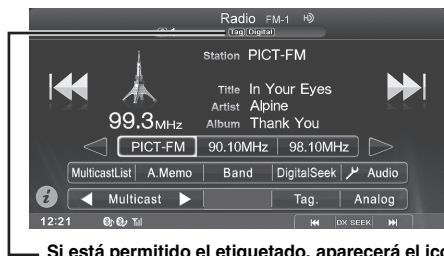 Radio FM-1 HD
Tag Digital
Station PICT-FM
Title In Your Eyes
Artist Alpine
99.3MHz
Album Thank You
PICT-FM 90.10MHz 98.10MHz
MulticastList A.Memo Band DigitalSeek Audio
i Multicast Tag. Analog
12:21 DX SEEK
Si está permitido el etiquetado, aparecerá el